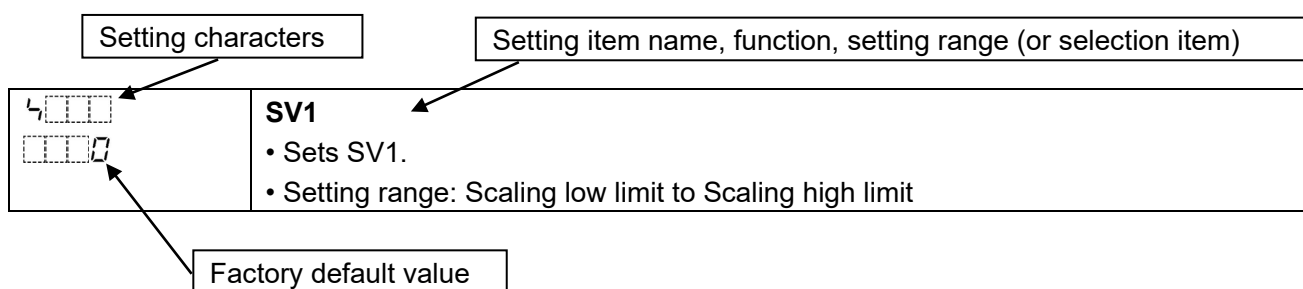 Setting characters
Setting item name, function, setting range (or selection item)
SV1
• Sets SV1.
0
• Setting range: Scaling low limit to Scaling high limit
Factory default value